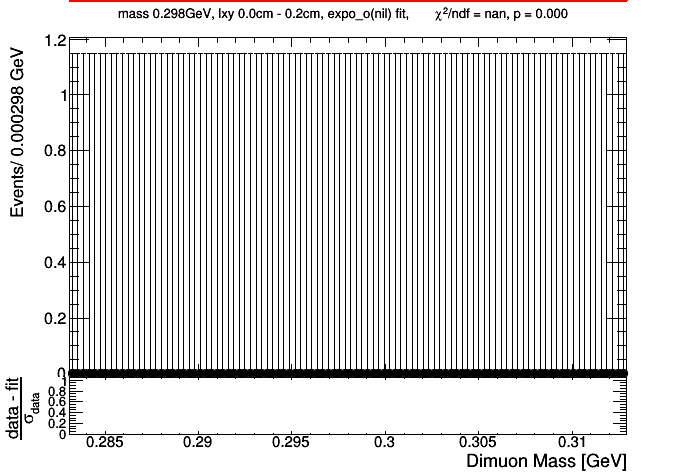 mass 0.298GeV, lxy 0.0cm - 0.2cm, expo_o(nil) fit, χ²/ndf = nan, p = 0.000
Events/ 0.000298 GeV
1.2
1
0.8
0.6
0.4
0.2
0
data - fit
σdata
1
0.8
0.6
0.4
0.2
0
0.285 0.29 0.295 0.3 0.305 0.31
Dimuon Mass [GeV]